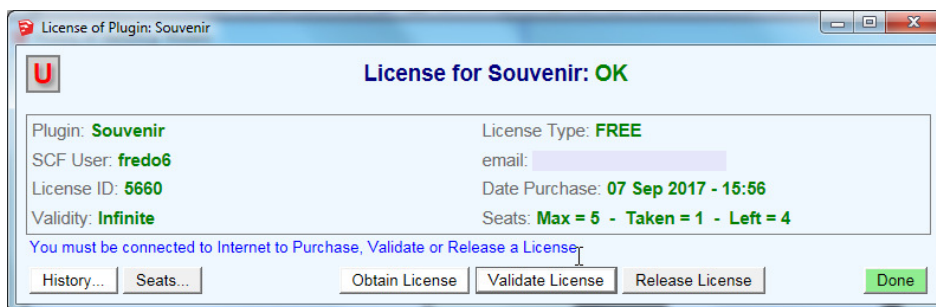 License of Plugin: Souvenir
U
License for Souvenir: OK
Plugin: Souvenir
License Type: FREE
SCF User: fredo6
email:
License ID: 5660
Date Purchase: 07 Sep 2017 - 15:56
Validity: Infinite
Seats: Max = 5 - Taken = 1 - Left = 4
You must be connected to Internet to Purchase, Validate or Release a License
History... Seats... Obtain License Validate License Release License Done